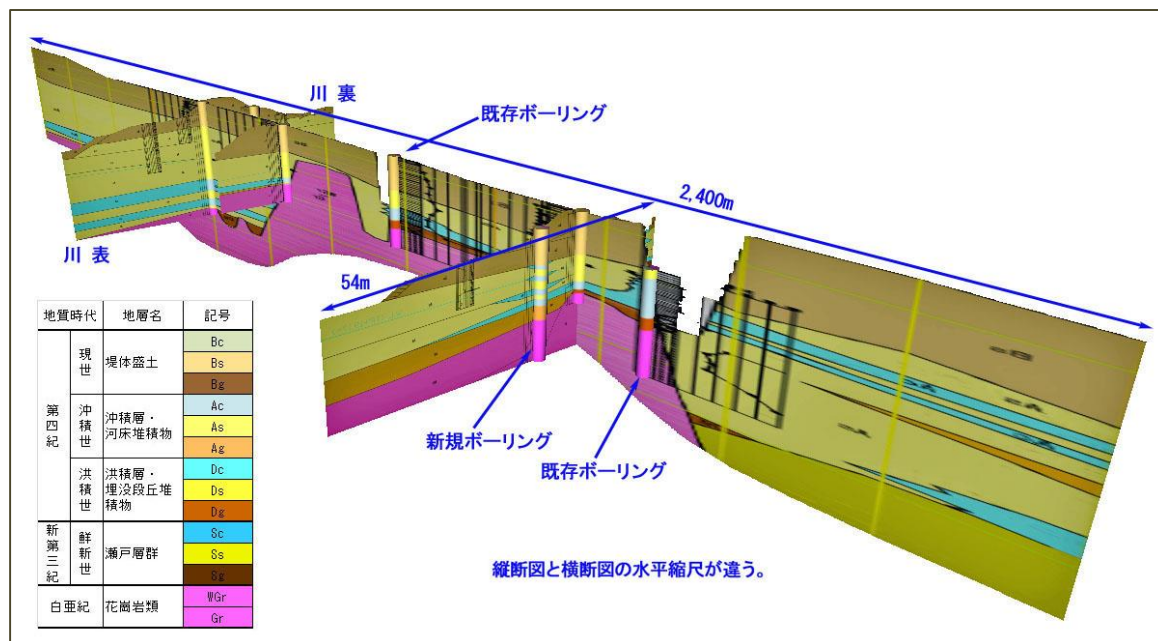 川 裏
既存ボーリング
2,400m
川 表
54m
新規ボーリング
既存ボーリング
縦断図と横断図の水平縮尺が違う。
地質時代 地層名 記号
第四紀 現世 堤体盛土 Bc
Bs
Bg
沖積世 沖積層・河床堆積物 Ac
As
Ag
洪積世 洪積層・埋没段丘堆積物 Dc
Ds
Dg
新第三紀 鮮新世 瀬戸層群 Sc
Ss
Sg
白亜紀 花崗岩類 WGr
Gr